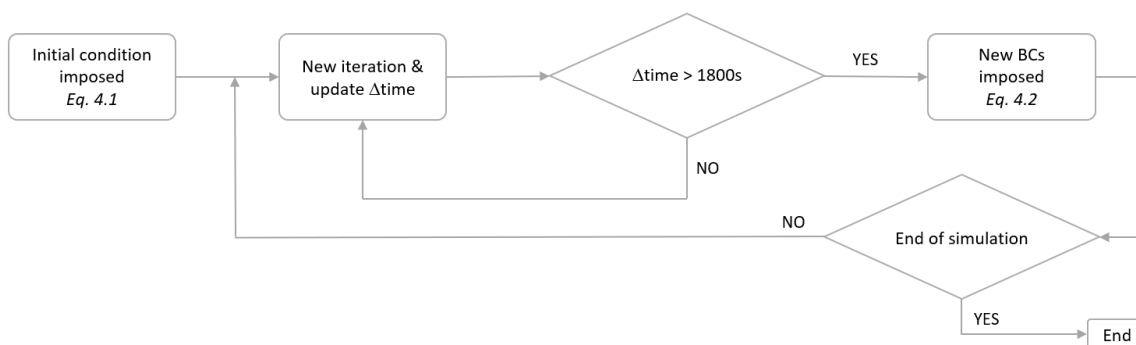 Initial condition
imposed
Eq. 4.1
New iteration &
update Δtime
Δtime > 1800s
YES
New BCs
imposed
Eq. 4.2
NO
NO
End of simulation
YES
End